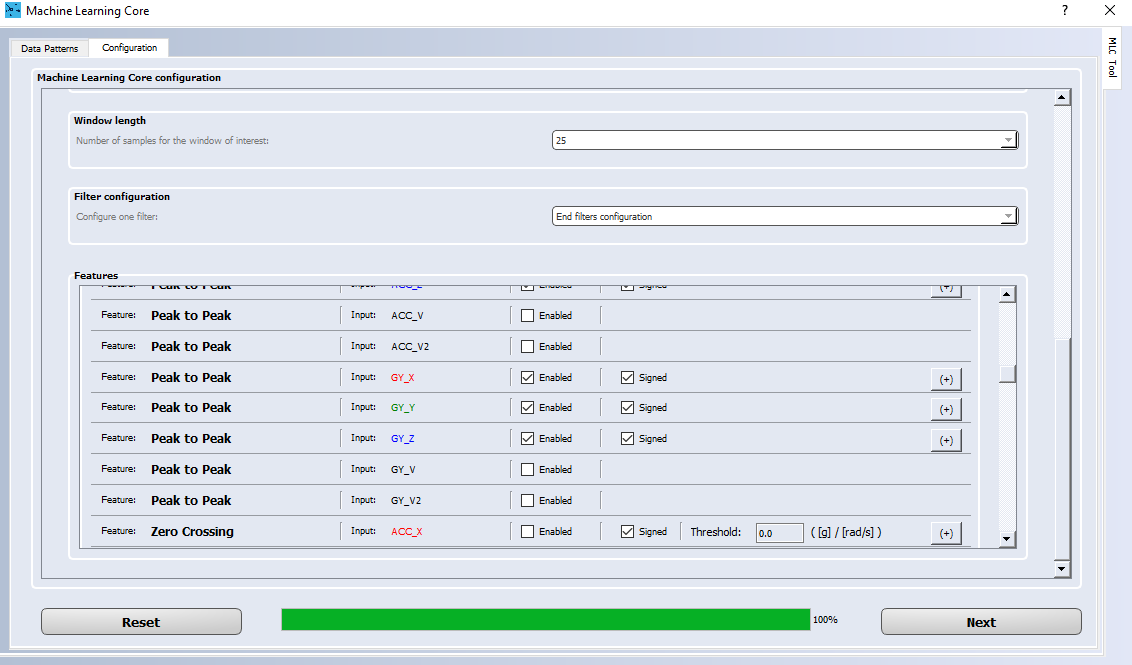 Machine Learning Core
?
Data Patterns Configuration
MLC Tool
Machine Learning Core configuration
Window length
Number of samples for the window of interest: 25
Filter configuration
Configure one filter: End filters configuration
Features
Feature: Peak to Peak Input: ACC_Z Enabled Signed (+)
Feature: Peak to Peak Input: ACC_V Enabled
Feature: Peak to Peak Input: ACC_V2 Enabled
Feature: Peak to Peak Input: GY_X Enabled Signed (+)
Feature: Peak to Peak Input: GY_Y Enabled Signed (+)
Feature: Peak to Peak Input: GY_Z Enabled Signed (+)
Feature: Peak to Peak Input: GY_V Enabled
Feature: Peak to Peak Input: GY_V2 Enabled
Feature: Zero Crossing Input: ACC_X Enabled Signed Threshold: 0.0 ( [g] / [rad/s] ) (+)
Reset 100% Next